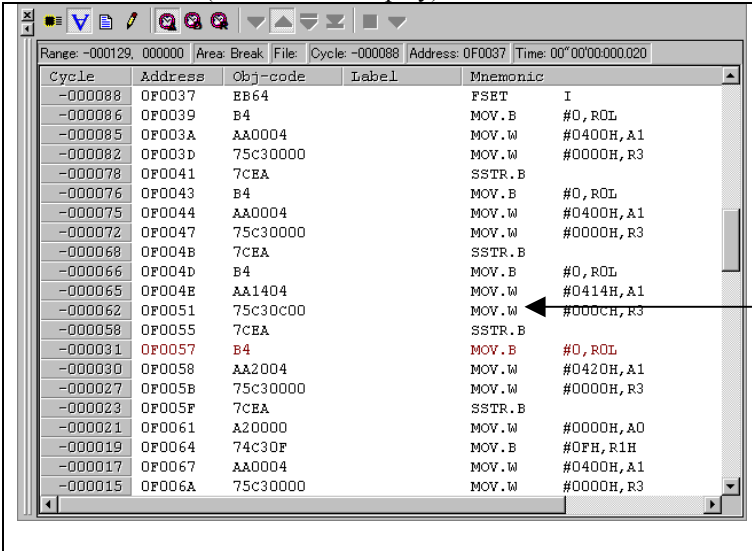 Range: -000129, 000000 Area: Break File: Cycle: -000088 Address: 0F0037 Time: 00"00'00:000.020
Cycle Address Obj-code Label Mnemonic
-000088 0F0037 EB64 FSET I
-000086 0F0039 B4 MOV.B #0,R0L
-000085 0F003A AA0004 MOV.W #0400H,A1
-000082 0F003D 75C30000 MOV.W #0000H,R3
-000078 0F0041 7CEA SSTR.B
-000076 0F0043 B4 MOV.B #0,R0L
-000075 0F0044 AA0004 MOV.W #0400H,A1
-000072 0F0047 75C30000 MOV.W #0000H,R3
-000068 0F004B 7CEA SSTR.B
-000066 0F004D B4 MOV.B #0,R0L
-000065 0F004E AA1404 MOV.W #0414H,A1
-000062 0F0051 75C30C00 MOV.W #000CH,R3
-000058 0F0055 7CEA SSTR.B
-000031 0F0057 B4 MOV.B #0,R0L
-000030 0F0058 AA2004 MOV.W #0420H,A1
-000027 0F005B 75C30000 MOV.W #0000H,R3
-000023 0F005F 7CEA SSTR.B
-000021 0F0061 A20000 MOV.W #0000H,A0
-000019 0F0064 74C30F MOV.B #0FH,R1H
-000017 0F0067 AA0004 MOV.W #0400H,A1
-000015 0F006A 75C30000 MOV.W #0000H,R3